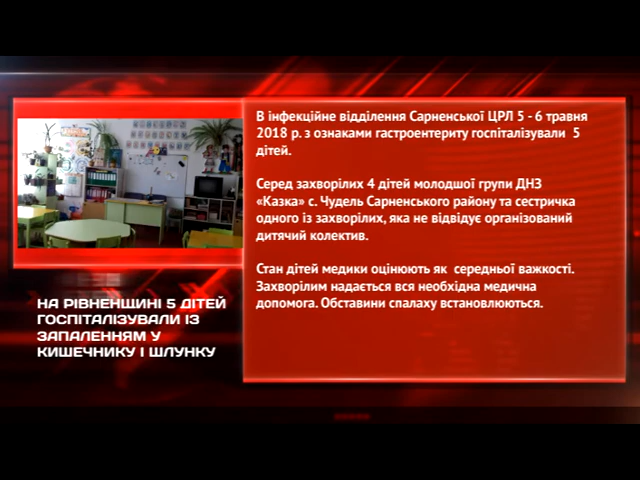 В інфекційне відділення Сарненської ЦРЛ 5 - 6 травня
2018 р. з ознаками гастроентериту госпіталізували 5
дітей.
Серед захворілих 4 дітей молодшої групи ДНЗ
«Казка» с. Чудель Сарненського району та сестричка
одного із захворілих, яка не відвідує організований
дитячий колектив.
Стан дітей медики оцінюють як середньої важкості.
Захворілим надається вся необхідна медична
допомога. Обставини спалаху встановлюються.
НА РІВНЕНЩИНІ 5 ДІТЕЙ
ГОСПІТАЛІЗУВАЛИ ІЗ
ЗАПАЛЕННЯМ У
КИШЕЧНИКУ І ШЛУНКУ